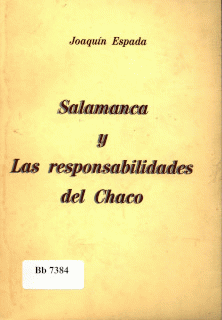 Joaquín Espada
Salamanca
y
Las responsabilidades
del Chaco
Bb 7384